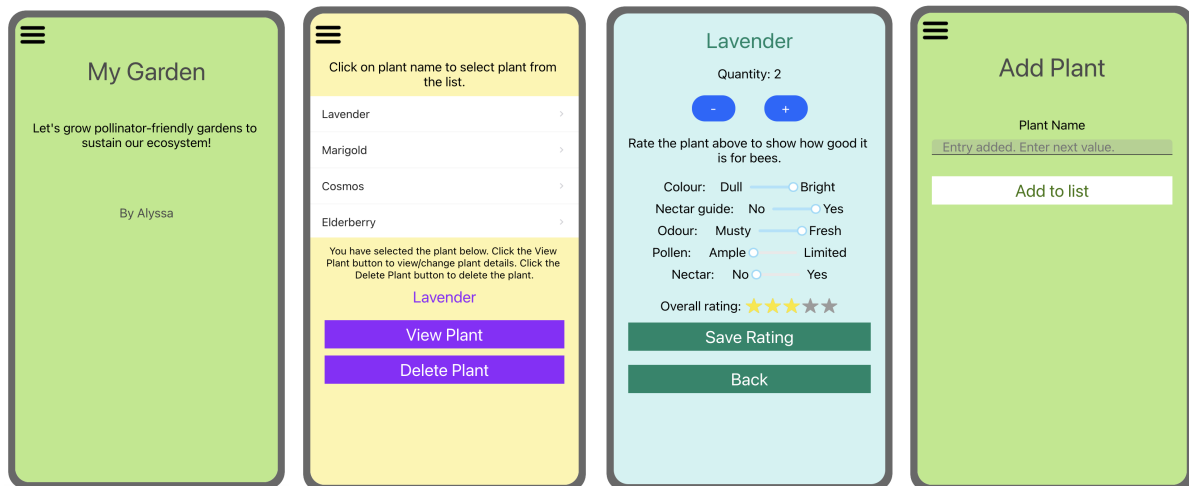 My Garden
Let's grow pollinator-friendly gardens to
sustain our ecosystem!
By Alyssa
Click on plant name to select plant from
the list.
Lavender
Marigold
Cosmos
Elderberry
You have selected the plant below. Click the View
Plant button to view/change plant details. Click the
Delete Plant button to delete the plant.
Lavender
View Plant
Delete Plant
Lavender
Quantity: 2
- +
Rate the plant above to show how good it
is for bees.
Colour: Dull Bright
Nectar guide: No Yes
Odour: Musty Fresh
Pollen: Ample Limited
Nectar: No Yes
Overall rating:
Save Rating
Back
Add Plant
Plant Name
Entry added. Enter next value.
Add to list